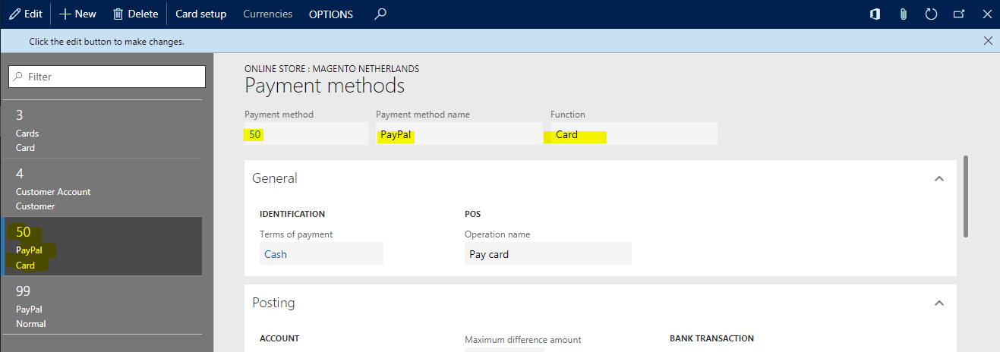 Edit New Delete Card setup Currencies OPTIONS
Click the edit button to make changes.
Filter
3
Cards
Card
4
Customer Account
Customer
50
PayPal
Card
99
PayPal
Normal
ONLINE STORE : MAGENTO NETHERLANDS
Payment methods
Payment method Payment method name Function
50 PayPal Card
General
IDENTIFICATION POS
Terms of payment Operation name
Cash Pay card
Posting
ACCOUNT Maximum difference amount BANK TRANSACTION